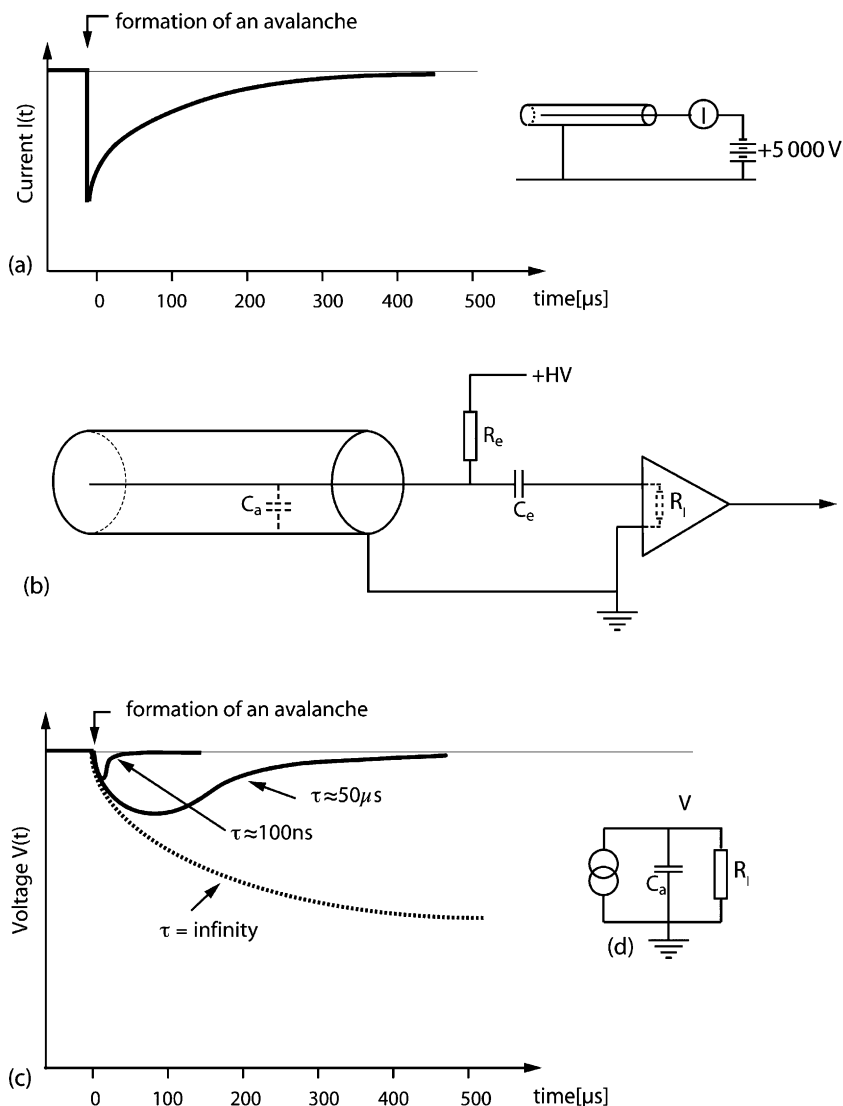 formation of an avalanche
Current I(t)
I
+5 000 V
(a)
0 100 200 300 400 500 time[µs]
+HV
Re
Ca
Ce
Rl
(b)
formation of an avalanche
Voltage V(t)
τ≈50µs
τ≈100ns
τ = infinity
V
Ca
Rl
(d)
(c)
0 100 200 300 400 500 time[µs]